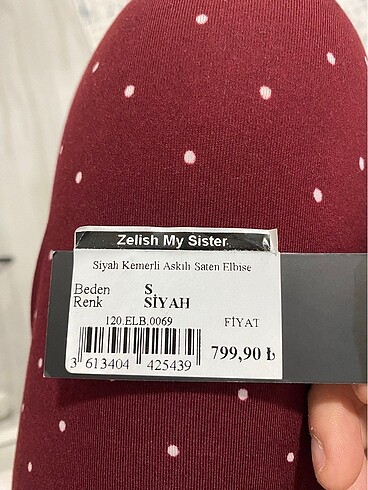 Zelish My Sister
Siyah Kemerli Askılı Saten Elbise
Beden S
Renk SİYAH
120.ELB.0069 FİYAT
799,90 ₺
3 613404 425439